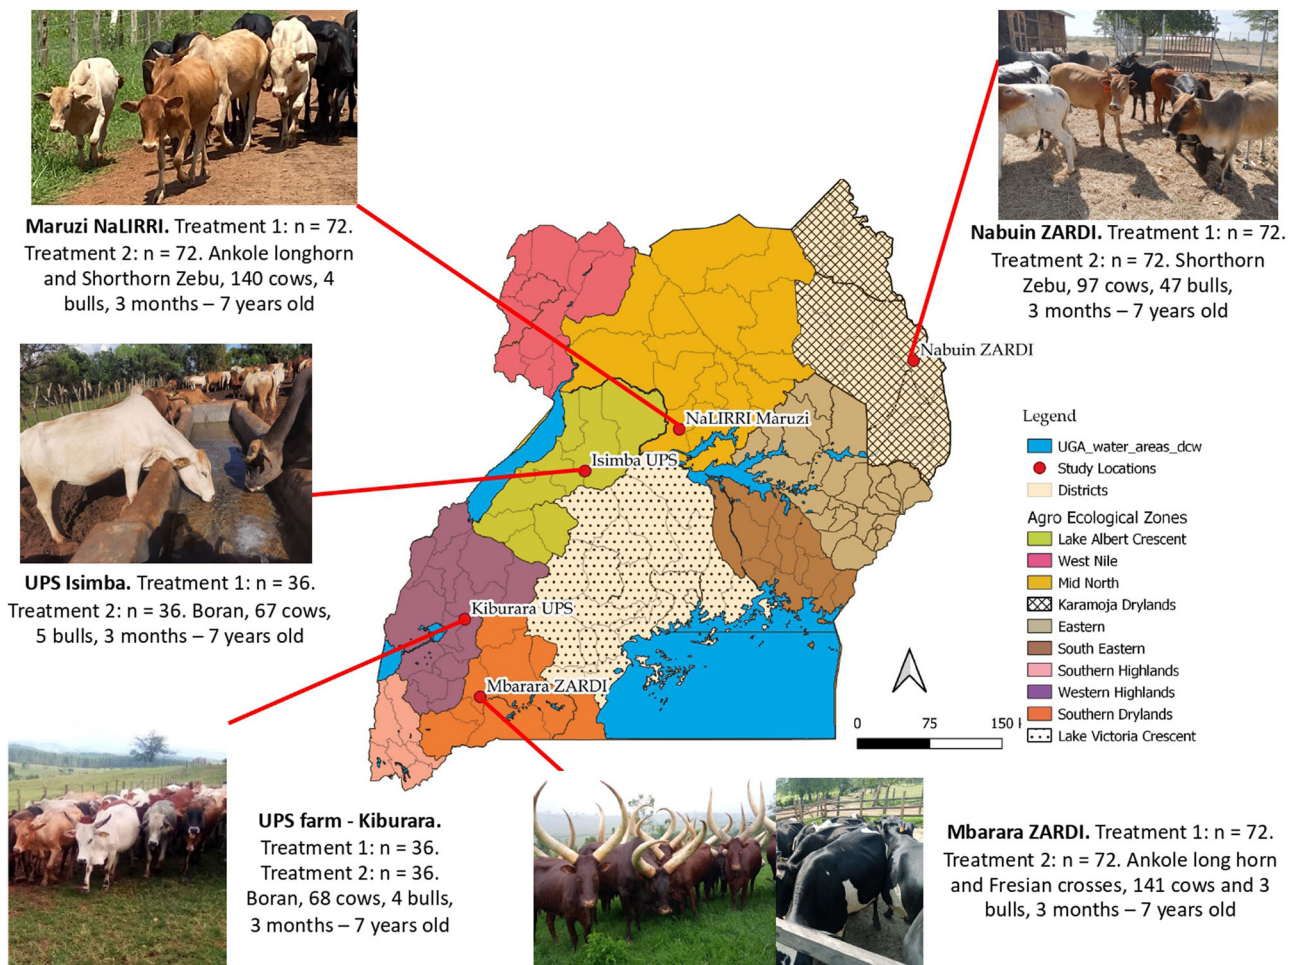 Maruzi NaLIRRI. Treatment 1: n = 72.
Treatment 2: n = 72. Ankole longhorn
and Shorthorn Zebu, 140 cows, 4
bulls, 3 months – 7 years old
Nabuin ZARDI. Treatment 1: n = 72.
Treatment 2: n = 72. Shorthorn
Zebu, 97 cows, 47 bulls,
3 months – 7 years old
UPS Isimba. Treatment 1: n = 36.
Treatment 2: n = 36. Boran, 67 cows,
5 bulls, 3 months – 7 years old
Nabuin ZARDI
NaLIRRI Maruzi
Isimba UPS
Kiburara UPS
Mbarara ZARDI
Legend
UGA_water_areas_dcw
Study Locations
Districts
Agro Ecological Zones
Lake Albert Crescent
West Nile
Mid North
Karamoja Drylands
Eastern
South Eastern
Southern Highlands
Western Highlands
Southern Drylands
Lake Victoria Crescent
0 75 150
UPS farm - Kiburara.
Treatment 1: n = 36.
Treatment 2: n = 36.
Boran, 68 cows, 4 bulls,
3 months – 7 years old
Mbarara ZARDI. Treatment 1: n = 72.
Treatment 2: n = 72. Ankole long horn
and Fresian crosses, 141 cows and 3
bulls, 3 months – 7 years old